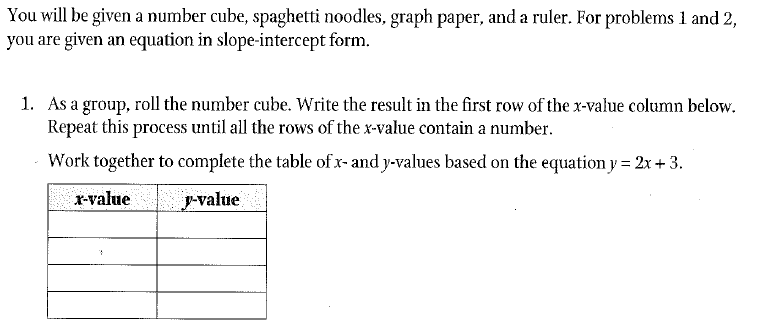 You will be given a number cube, spaghetti noodles, graph paper, and a ruler. For problems 1 and 2,
you are given an equation in slope-intercept form.
1. As a group, roll the number cube. Write the result in the first row of the x-value column below.
Repeat this process until all the rows of the x-value contain a number.
Work together to complete the table of x- and y-values based on the equation y = 2x + 3.
x-value y-value